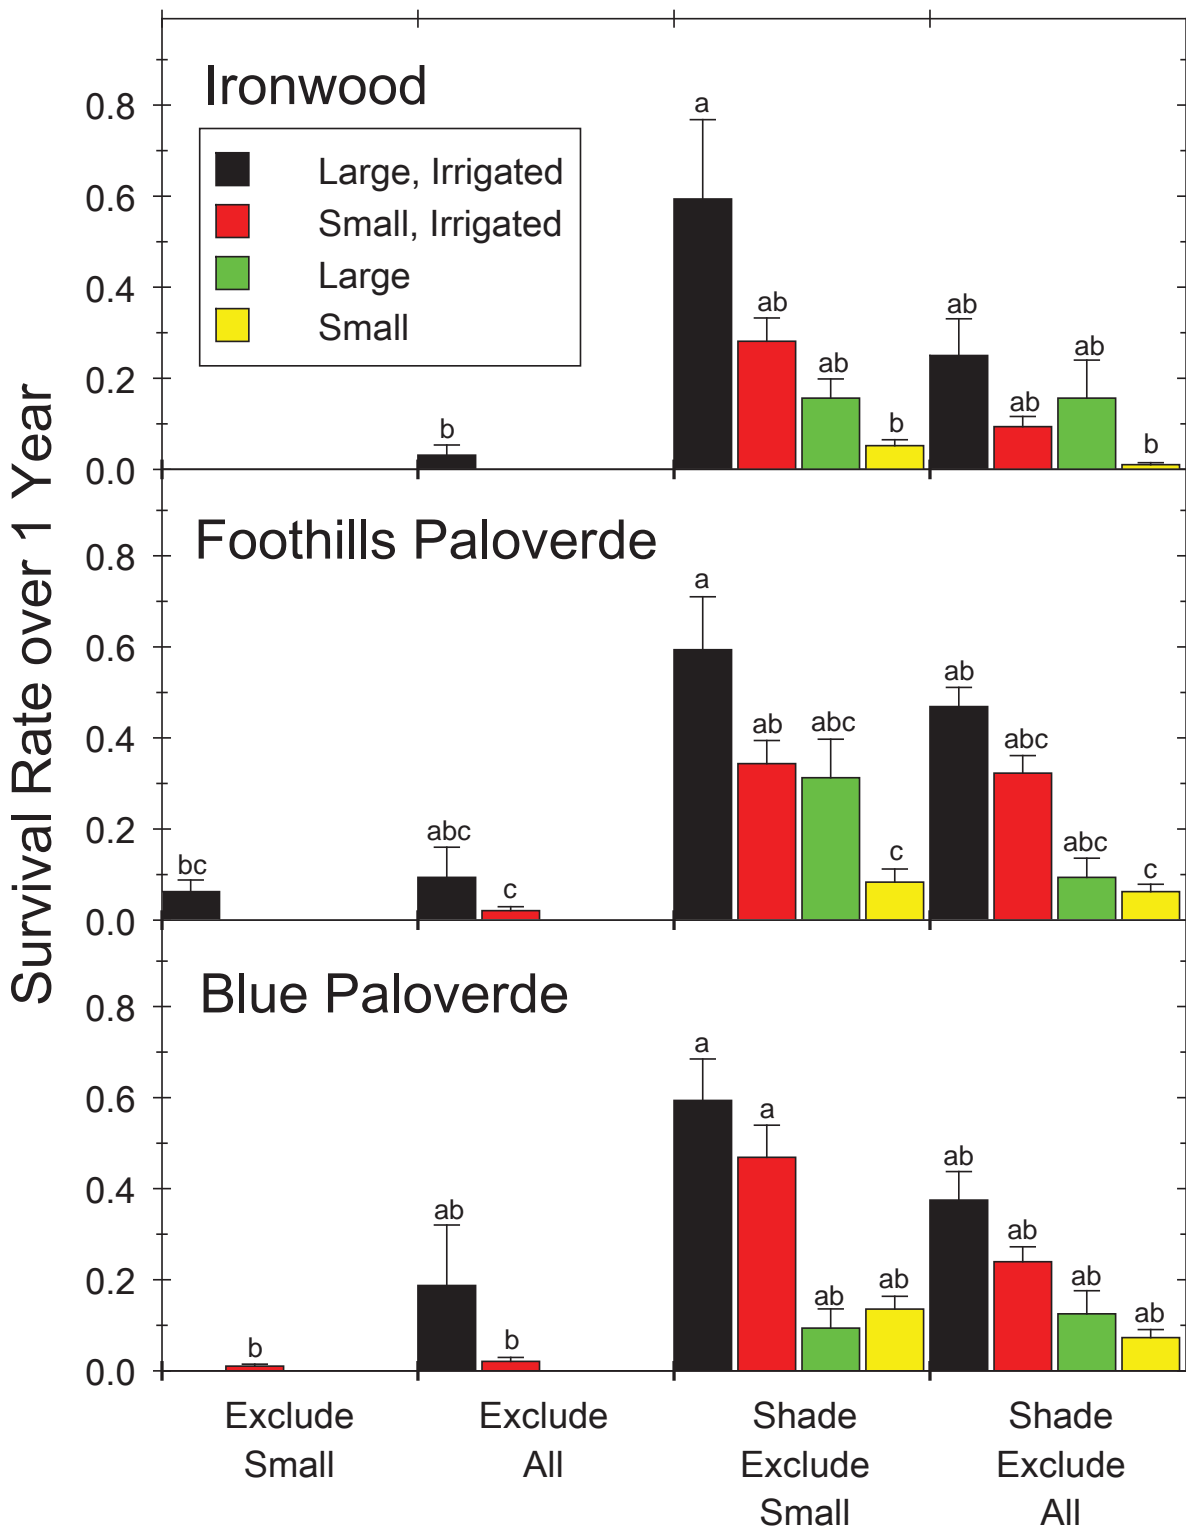 Survival Rate over 1 Year
Ironwood
Large, Irrigated
Small, Irrigated
Large
Small
0.8
0.6
0.4
0.2
0.0
b
a
ab
ab
b
ab
ab
ab
b
Foothills Paloverde
0.8
0.6
0.4
0.2
0.0
bc
abc
c
a
ab
abc
c
ab
abc
abc
c
Blue Paloverde
0.8
0.6
0.4
0.2
0.0
b
ab
b
a
a
ab
ab
ab
ab
ab
ab
Exclude
Small
Exclude
All
Shade
Exclude
Small
Shade
Exclude
All